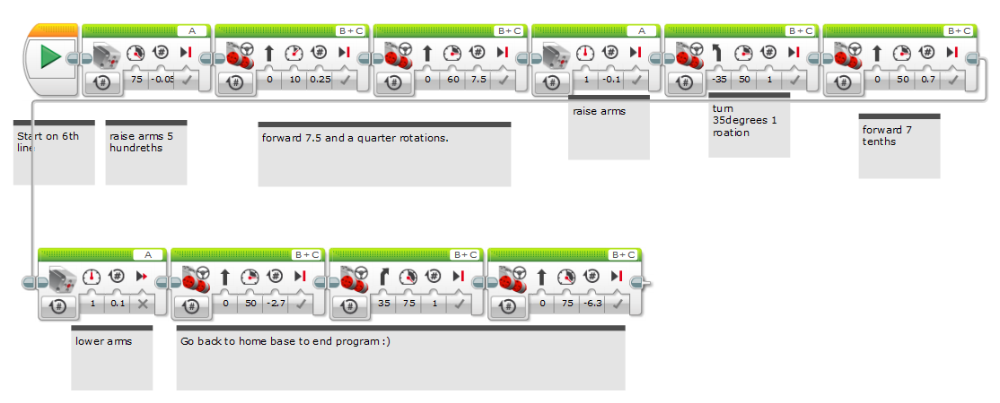 A B+C B+C A B+C B+C
75 -0.05 0 10 0.25 0 60 7.5 1 -0.1 -35 50 1 0 50 0.7
# # # # # #
Start on 6th
line
raise arms 5
hundreths
forward 7.5 and a quarter rotations.
raise arms
turn
35degrees 1
roation
forward 7
tenths
A B+C B+C B+C
1 0.1 0 50 -2.7 35 75 1 0 75 -6.3
# # # #
lower arms
Go back to home base to end program :)